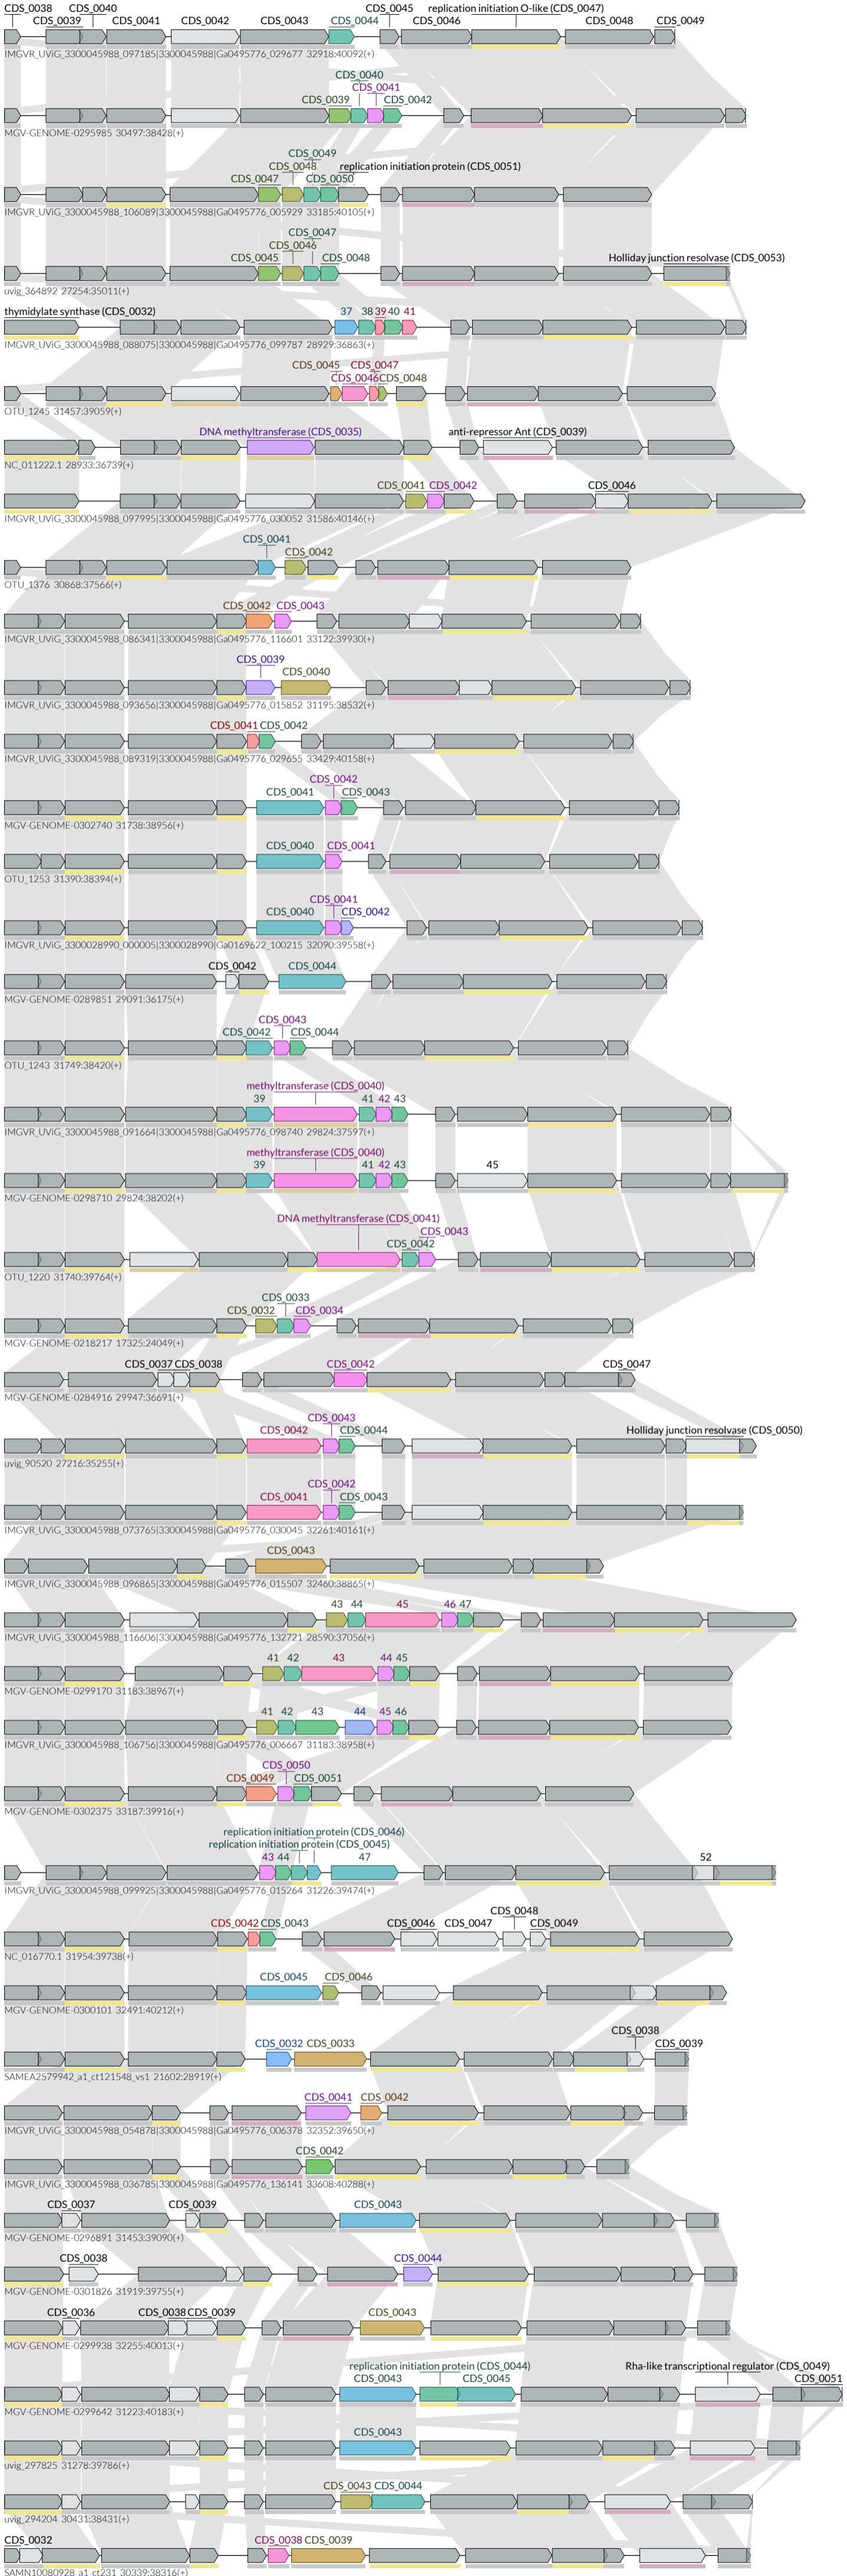 CDS_0038 CDS_0040 CDS_0045 replication initiation O-like (CDS_0047)
CDS_0039 CDS_0041 CDS_0042 CDS_0043 CDS_0044 CDS_0046 CDS_0048 CDS_0049
IMGVR_UViG_3300045988_097185|3300045988|Ga0495776_029677 32918:40092(+)
CDS_0040
CDS_0041
CDS_0039 CDS_0042
MGV-GENOME-0295985 30497:38428(+)
CDS_0049
CDS_0048 replication initiation protein (CDS_0051)
CDS_0047 CDS_0050
IMGVR_UViG_3300045988_106089|3300045988|Ga0495776_005929 33185:40105(+)
CDS_0047
CDS_0046
CDS_0045 CDS_0048 Holliday junction resolvase (CDS_0053)
uvig_364892 27254:35011(+)
thymidylate synthase (CDS_0032) 37 38 39 40 41
IMGVR_UViG_3300045988_088075|3300045988|Ga0495776_099787 28929:36863(+)
CDS_0045 CDS_0047
CDS_0046 CDS_0048
OTU_1245 31457:39059(+)
DNA methyltransferase (CDS_0035) anti-repressor Ant (CDS_0039)
NC_011222.1 28933:36739(+)
CDS_0041 CDS_0042 CDS_0046
IMGVR_UViG_3300045988_097995|3300045988|Ga0495776_030052 31586:40146(+)
CDS_0041
CDS_0042
OTU_1376 30868:37566(+)
CDS_0042 CDS_0043
IMGVR_UViG_3300045988_086341|3300045988|Ga0495776_116601 33122:39930(+)
CDS_0039
CDS_0040
IMGVR_UViG_3300045988_093656|3300045988|Ga0495776_015852 31195:38532(+)
CDS_0041 CDS_0042
IMGVR_UViG_3300045988_089319|3300045988|Ga0495776_029655 33429:40158(+)
CDS_0042
CDS_0041 CDS_0043
MGV-GENOME-0302740 31738:38956(+)
CDS_0040 CDS_0041
OTU_1253 31390:38394(+)
CDS_0041
CDS_0040 CDS_0042
IMGVR_UViG_3300028990_000005|3300028990|Ga0169622_100215 32090:39558(+)
CDS_0042 CDS_0044
MGV-GENOME-0289851 29091:36175(+)
CDS_0043
CDS_0042 CDS_0044
OTU_1243 31749:38420(+)
methyltransferase (CDS_0040)
39 41 42 43
IMGVR_UViG_3300045988_091664|3300045988|Ga0495776_098740 29824:37597(+)
methyltransferase (CDS_0040)
39 41 42 43 45
MGV-GENOME-0298710 29824:38202(+)
DNA methyltransferase (CDS_0041)
CDS_0043
CDS_0042
OTU_1220 31740:39764(+)
CDS_0033
CDS_0032 CDS_0034
MGV-GENOME-0218217 17325:24049(+)
CDS_0037 CDS_0038 CDS_0042 CDS_0047
MGV-GENOME-0284916 29947:36691(+)
CDS_0043
CDS_0042 CDS_0044 Holliday junction resolvase (CDS_0050)
uvig_90520 27216:35255(+)
CDS_0042
CDS_0041 CDS_0043
IMGVR_UViG_3300045988_073765|3300045988|Ga0495776_030045 32261:40161(+)
CDS_0043
IMGVR_UViG_3300045988_096865|3300045988|Ga0495776_015507 32460:38865(+)
43 44 45 46 47
IMGVR_UViG_3300045988_116606|3300045988|Ga0495776_132721 28590:37056(+)
41 42 43 44 45
MGV-GENOME-0299170 31183:38967(+)
41 42 43 44 45 46
IMGVR_UViG_3300045988_106756|3300045988|Ga0495776_006667 31183:38958(+)
CDS_0050
CDS_0049 CDS_0051
MGV-GENOME-0302375 33187:39916(+)
replication initiation protein (CDS_0046)
replication initiation protein (CDS_0045)
43 44 47 52
IMGVR_UViG_3300045988_099925|3300045988|Ga0495776_015264 31226:39474(+)
CDS_0048
CDS_0042 CDS_0043 CDS_0046 CDS_0047 CDS_0049
NC_016770.1 31954:39738(+)
CDS_0045 CDS_0046
MGV-GENOME-0300101 32491:40212(+)
CDS_0038
CDS_0032 CDS_0033 CDS_0039
SAMEA2579942_a1_ct121548_vs1 21602:28919(+)
CDS_0041 CDS_0042
IMGVR_UViG_3300045988_054878|3300045988|Ga0495776_006378 32352:39650(+)
CDS_0042
IMGVR_UViG_3300045988_036785|3300045988|Ga0495776_136141 33608:40288(+)
CDS_0037 CDS_0039 CDS_0043
MGV-GENOME-0296891 31453:39090(+)
CDS_0038 CDS_0044
MGV-GENOME-0301826 31919:39755(+)
CDS_0036 CDS_0038 CDS_0039 CDS_0043
MGV-GENOME-0299938 32255:40013(+)
replication initiation protein (CDS_0044) Rha-like transcriptional regulator (CDS_0049)
CDS_0043 CDS_0045 CDS_0051
MGV-GENOME-0299642 31223:40183(+)
CDS_0043
uvig_297825 31278:39786(+)
CDS_0043 CDS_0044
uvig_294204 30431:38431(+)
CDS_0032 CDS_0038 CDS_0039
SAMN10080928_a1_ct231 30339:38316(+)